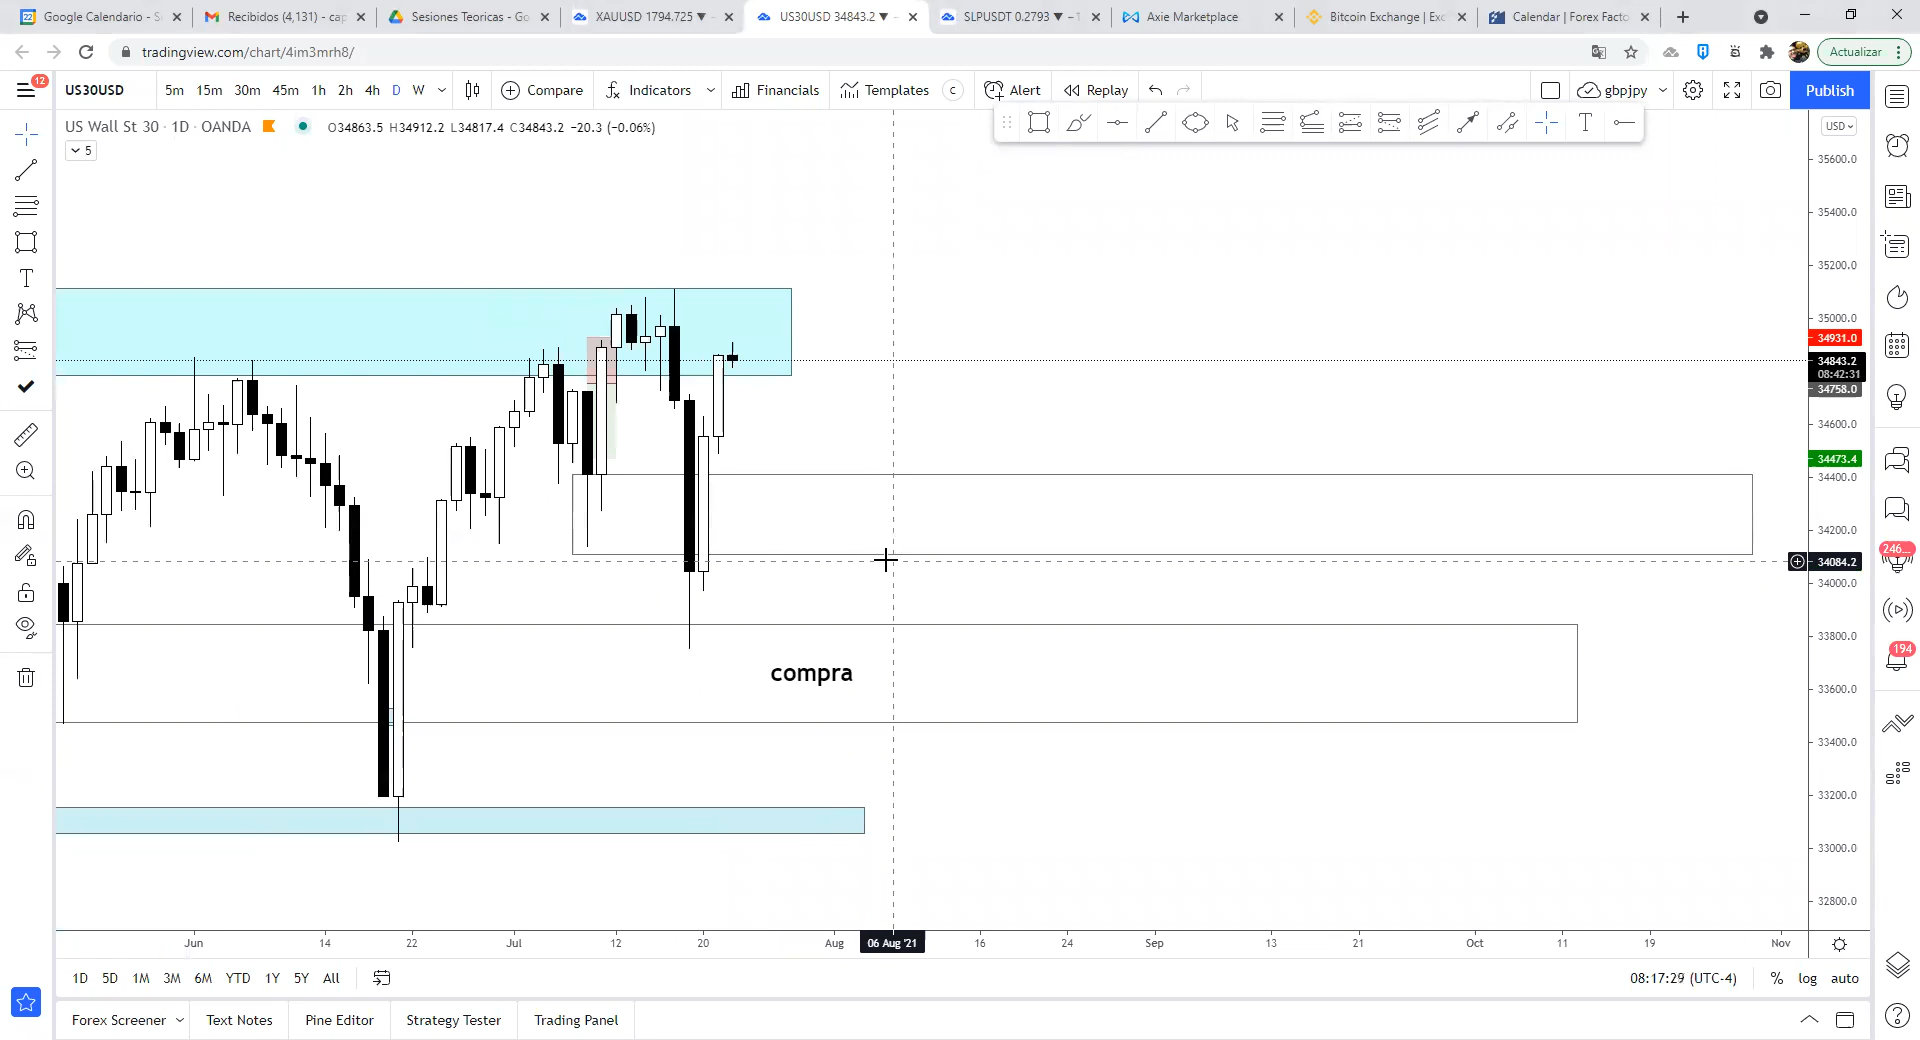 Google Calendario - S
Recibidos (4,131) - cap
Sesiones Teoricas - Go
XAUUSD 1794.725 ▼ -
US30USD 34843.2 ▼ -
SLPUSDT 0.2793 ▼ −1
Axie Marketplace
Bitcoin Exchange | Exc
Calendar | Forex Facto
tradingview.com/chart/4im3mrh8/
Actualizar
12
US30USD
5m 15m 30m 45m 1h 2h 4h D W
Compare
Indicators
Financials
Templates
C
Alert
Replay
gbpjpy
Publish
US Wall St 30 · 1D · OANDA
O34863.5 H34912.2 L34817.4 C34843.2 −20.3 (−0.06%)
5
T
USD
35600.0
35400.0
35200.0
35000.0
34931.0
34843.2
08:42:31
34758.0
34600.0
34473.4
34400.0
34200.0
34084.2
34000.0
33800.0
33600.0
33400.0
33200.0
33000.0
32800.0
compra
246...
194
Jun 14 22 Jul 12 20 Aug 06 Aug '21 16 24 Sep 13 21 Oct 11 19 Nov
1D 5D 1M 3M 6M YTD 1Y 5Y All
08:17:29 (UTC-4)
% log auto
Forex Screener
Text Notes
Pine Editor
Strategy Tester
Trading Panel